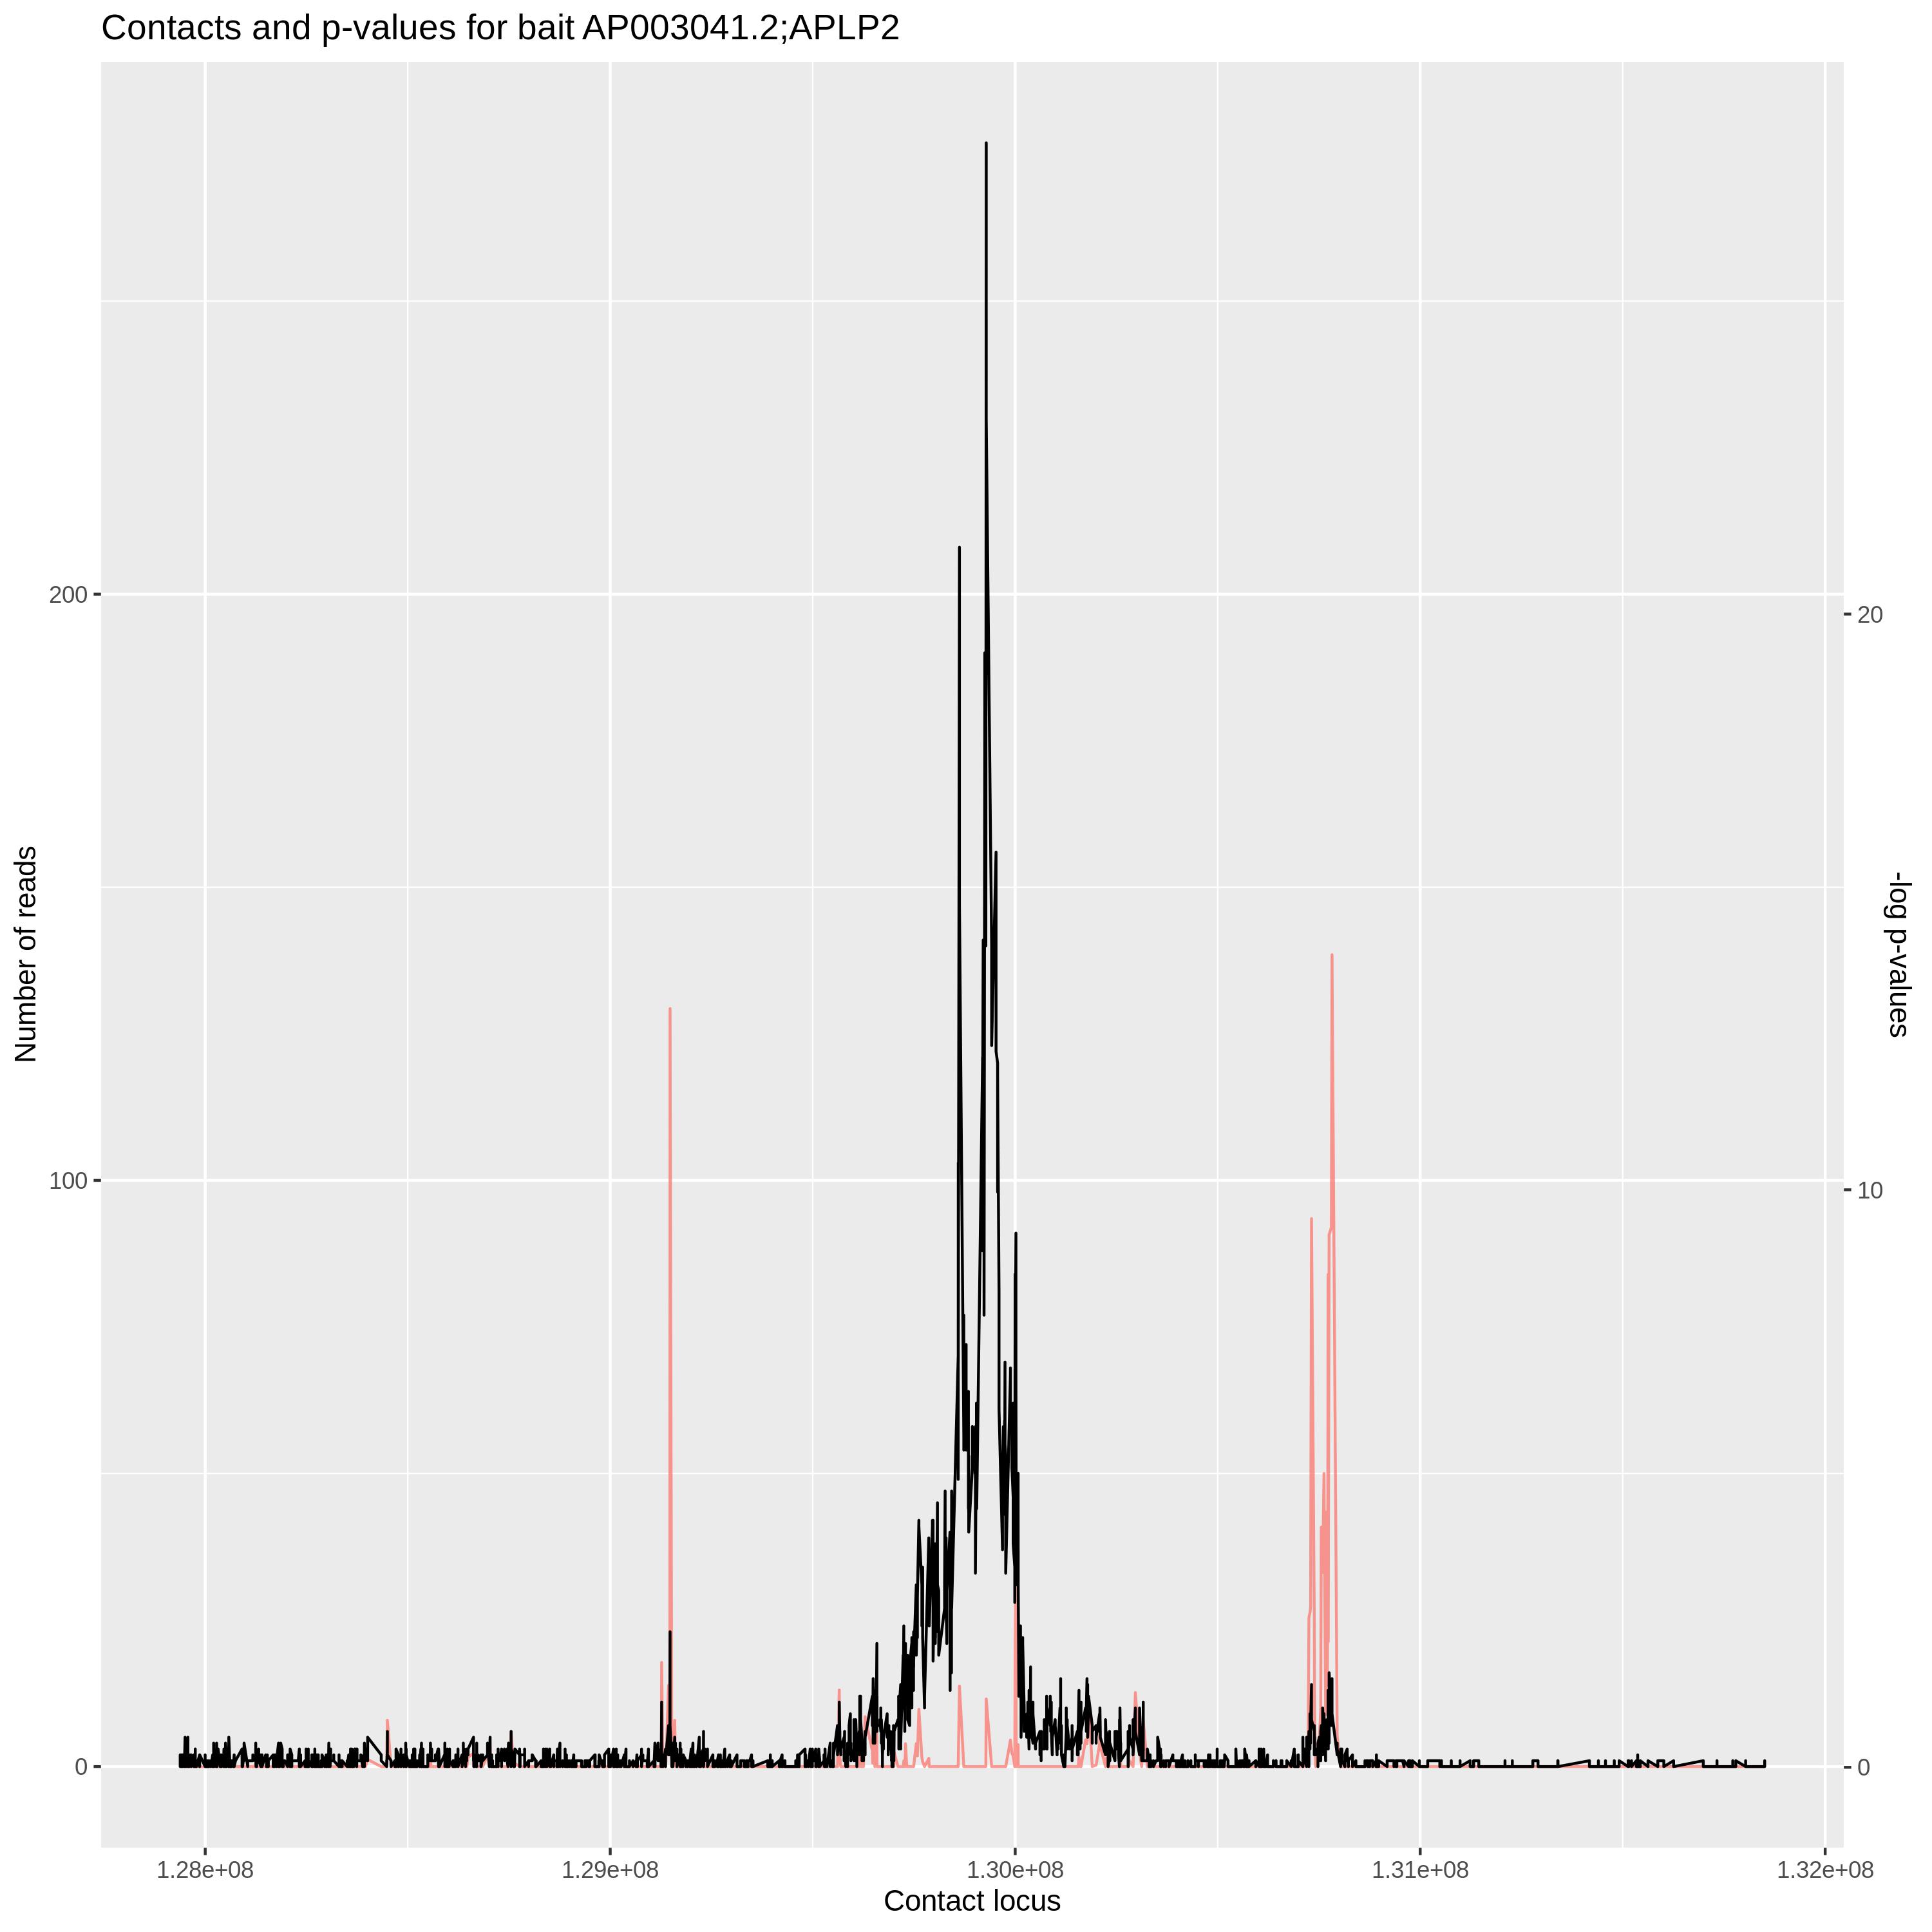 Contacts and p-values for bait AP003041.2;APLP2
Number of reads
200
100
0
20
10
0
-log p-values
1.28e+08
1.29e+08
1.30e+08
1.31e+08
1.32e+08
Contact locus